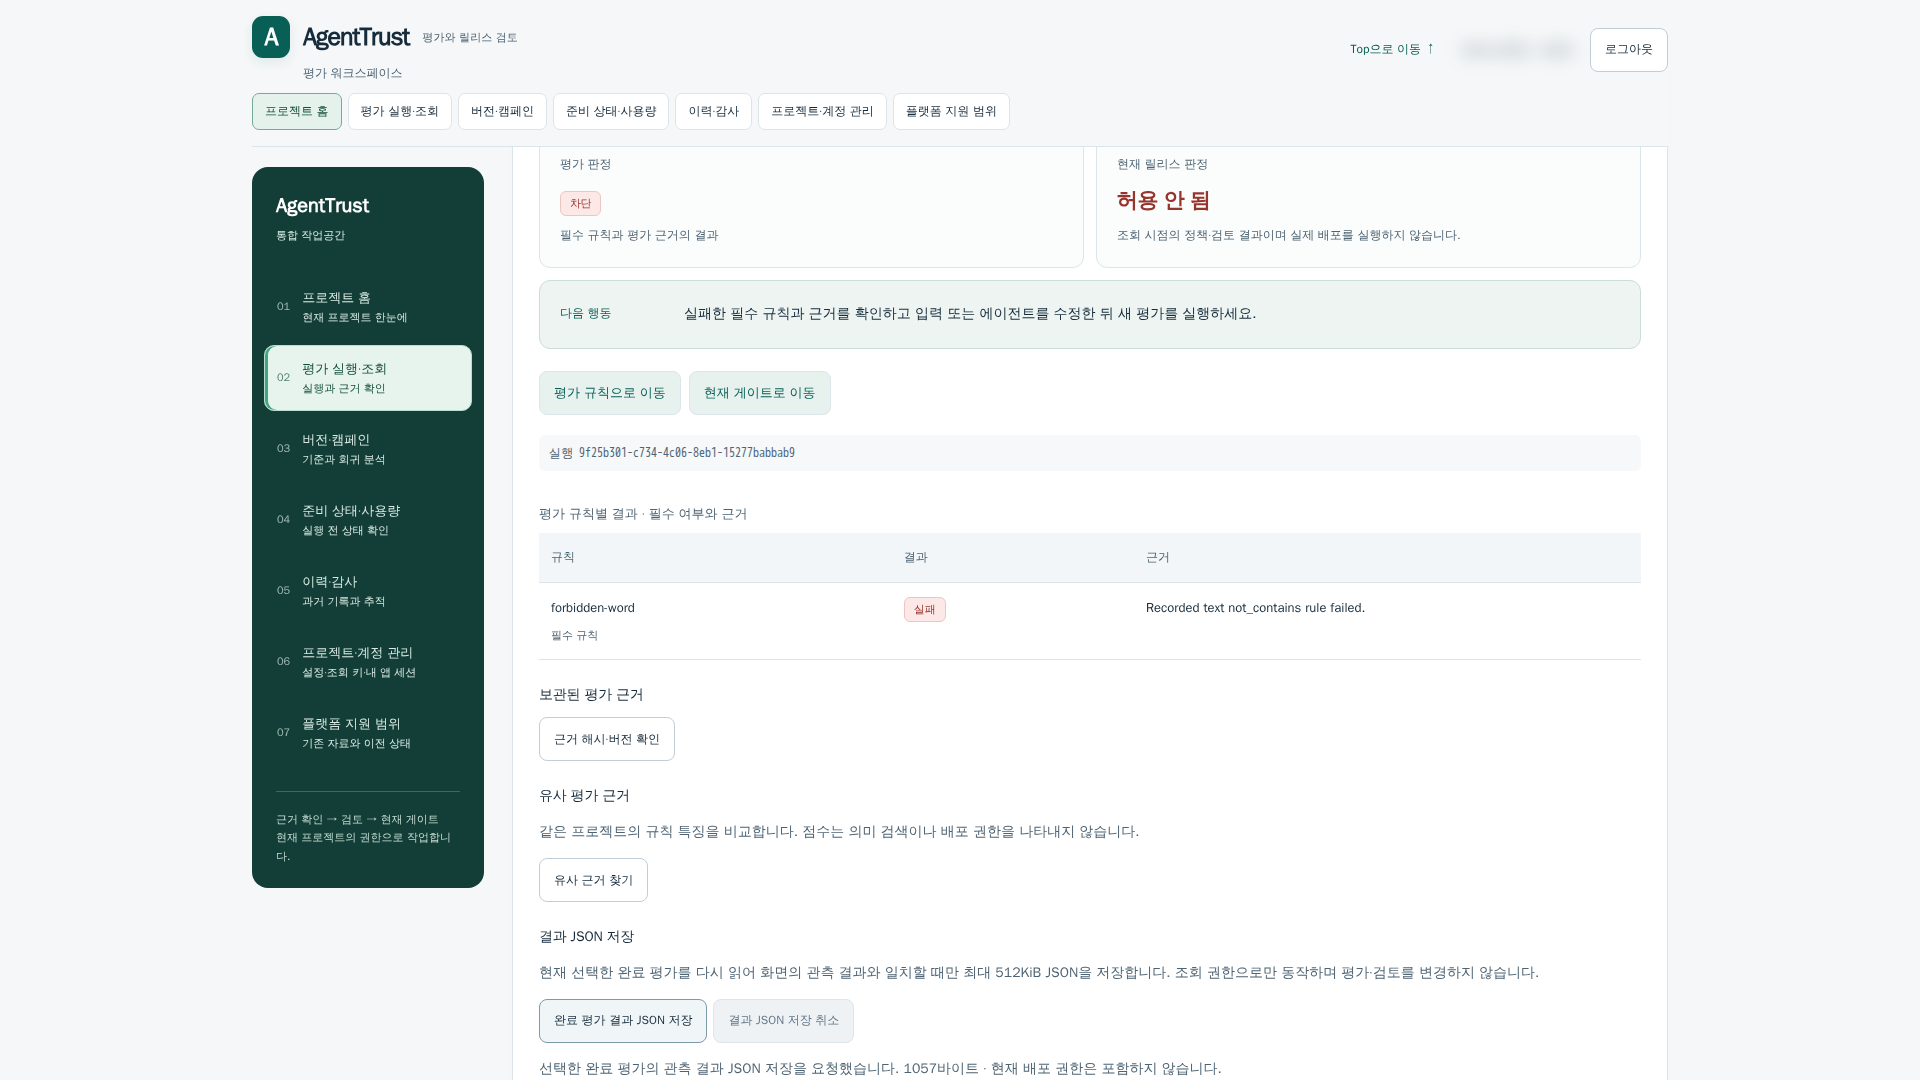 A AgentTrust 평가와 릴리스 검토
평가 워크스페이스
Top으로 이동 ↑
로그아웃
프로젝트 홈 평가 실행·조회 버전·캠페인 준비 상태·사용량 이력·감사 프로젝트·계정 관리 플랫폼 지원 범위
AgentTrust
통합 작업공간
01 프로젝트 홈
현재 프로젝트 한눈에
02 평가 실행·조회
실행과 근거 확인
03 버전·캠페인
기준과 회귀 분석
04 준비 상태·사용량
실행 전 상태 확인
05 이력·감사
과거 기록과 추적
06 프로젝트·계정 관리
설정·조회 키·내 앱 세션
07 플랫폼 지원 범위
기존 자료와 이전 상태
근거 확인 → 검토 → 현재 게이트
현재 프로젝트의 권한으로 작업합니
다.
평가 판정
차단
필수 규칙과 평가 근거의 결과
현재 릴리스 판정
허용 안 됨
조회 시점의 정책·검토 결과이며 실제 배포를 실행하지 않습니다.
다음 행동 실패한 필수 규칙과 근거를 확인하고 입력 또는 에이전트를 수정한 뒤 새 평가를 실행하세요.
평가 규칙으로 이동 현재 게이트로 이동
실행 9f25b301-c734-4c06-8eb1-15277babbab9
평가 규칙별 결과 · 필수 여부와 근거
규칙 결과 근거
forbidden-word 실패 Recorded text not_contains rule failed.
필수 규칙
보관된 평가 근거
근거 해시·버전 확인
유사 평가 근거
같은 프로젝트의 규칙 특징을 비교합니다. 점수는 의미 검색이나 배포 권한을 나타내지 않습니다.
유사 근거 찾기
결과 JSON 저장
현재 선택한 완료 평가를 다시 읽어 화면의 관측 결과와 일치할 때만 최대 512KiB JSON을 저장합니다. 조회 권한으로만 동작하며 평가·검토를 변경하지 않습니다.
완료 평가 결과 JSON 저장 결과 JSON 저장 취소
선택한 완료 평가의 관측 결과 JSON 저장을 요청했습니다. 1057바이트 · 현재 배포 권한은 포함하지 않습니다.